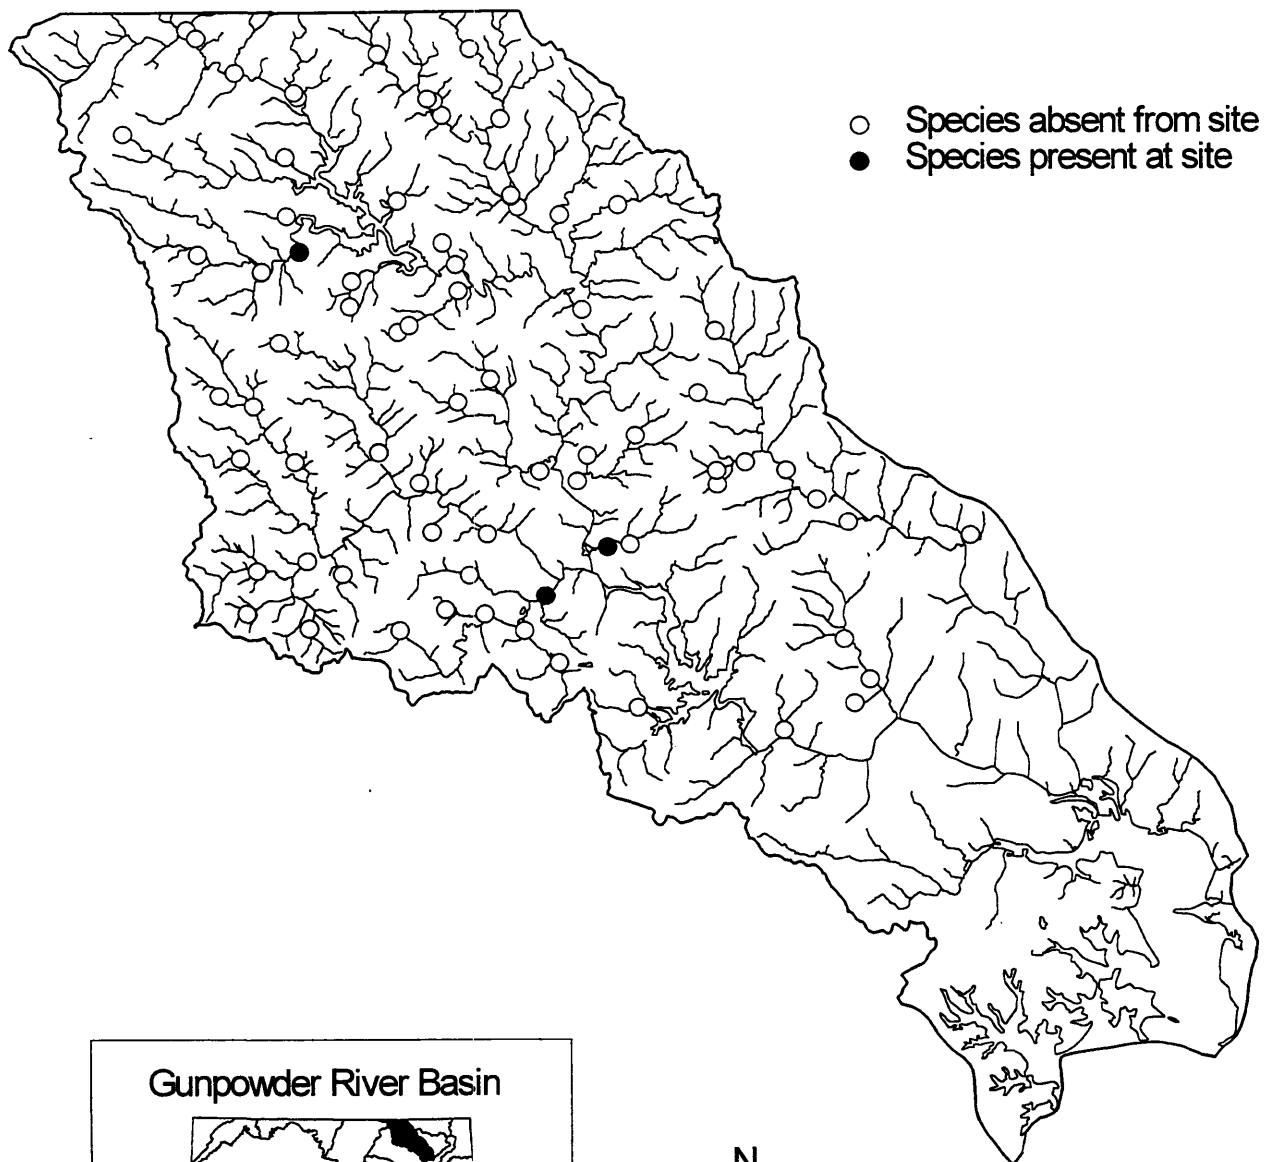 Species absent from site
Species present at site
Gunpowder River Basin
N